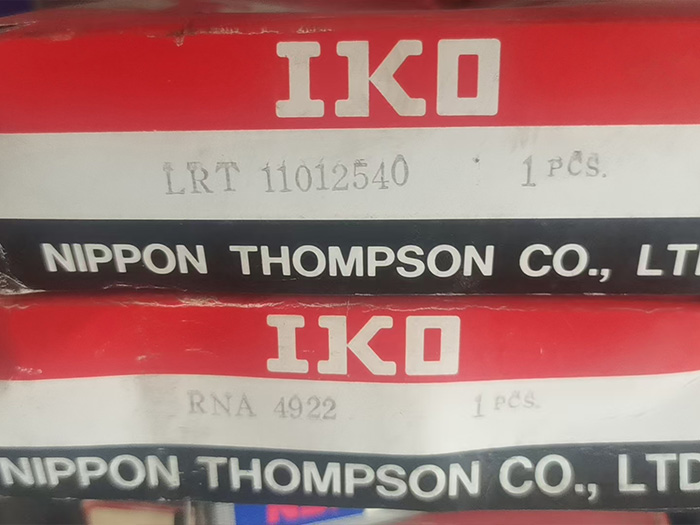 IKO
LRT 11012540 1 PCS.
NIPPON THOMPSON CO., LT
IKO
RNA 4922 1 PCS.
NIPPON THOMPSON CO., LTD